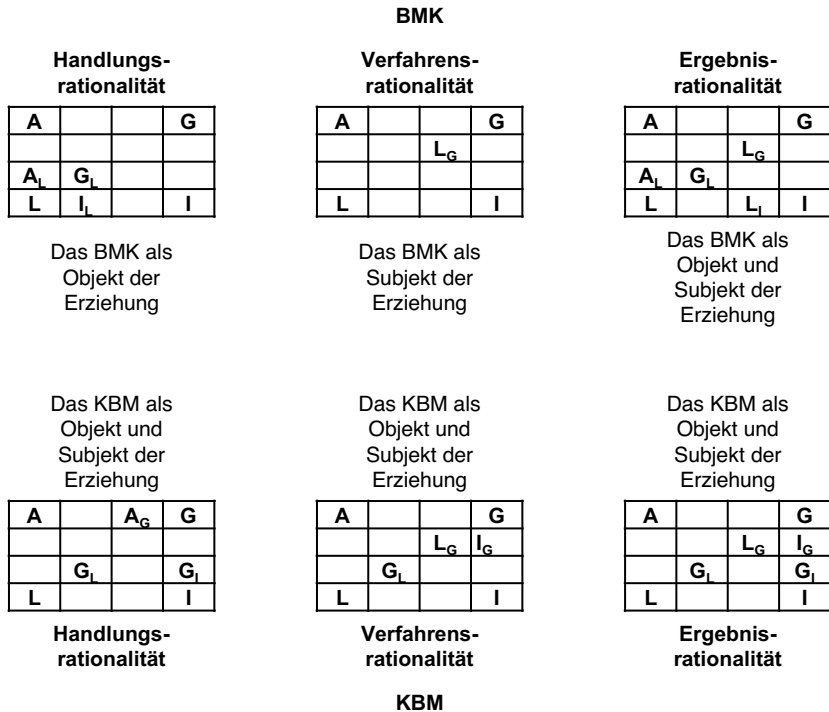 BMK
Handlungs-
rationalität
Verfahrens-
rationalität
Ergebnis-
rationalität
A G
A_L G_L
L I_L I
A G
L_G
L I
A G
L_G
A_L G_L
L L_I I
Das BMK als
Objekt der
Erziehung
Das BMK als
Subjekt der
Erziehung
Das BMK als
Objekt und
Subjekt der
Erziehung
Das KBM als
Objekt und
Subjekt der
Erziehung
Das KBM als
Objekt und
Subjekt der
Erziehung
Das KBM als
Objekt und
Subjekt der
Erziehung
A A_G G
G_L G_I
L I
A G
L_G I_G
G_L
L I
A G
L_G I_G
G_L G_I
L I
Handlungs-
rationalität
Verfahrens-
rationalität
Ergebnis-
rationalität
KBM